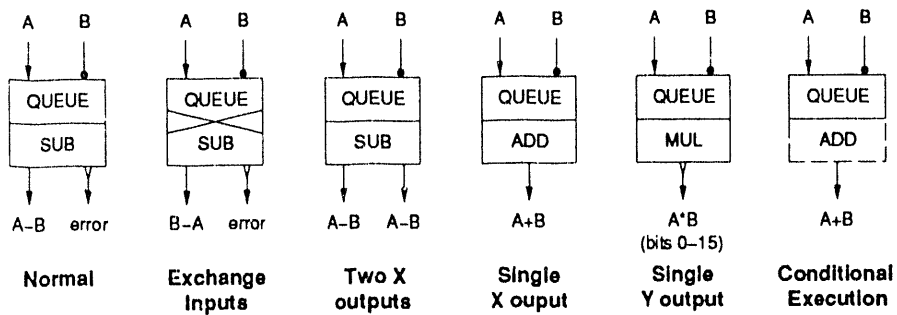 A B A B A B A B A B A B
QUEUE QUEUE QUEUE QUEUE QUEUE QUEUE
SUB SUB SUB ADD MUL ADD
A–B error B–A error A–B A–B A+B A*B A+B
(bits 0–15)
Normal Exchange Two X Single Single Conditional
Inputs outputs X ouput Y output Execution